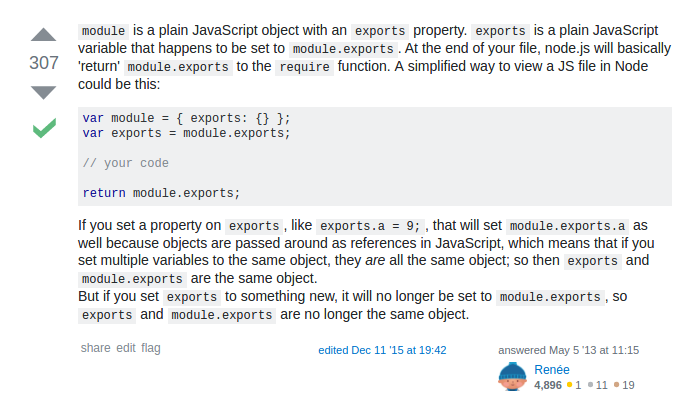 module is a plain JavaScript object with an exports property. exports is a plain JavaScript
variable that happens to be set to module.exports. At the end of your file, node.js will basically
307
'return' module.exports to the require function. A simplified way to view a JS file in Node
could be this:
var module = { exports: {} };
var exports = module.exports;
// your code
return module.exports;
If you set a property on exports, like exports.a = 9;, that will set module.exports.a as
well because objects are passed around as references in JavaScript, which means that if you
set multiple variables to the same object, they are all the same object; so then exports and
module.exports are the same object.
But if you set exports to something new, it will no longer be set to module.exports, so
exports and module.exports are no longer the same object.
share edit flag
edited Dec 11 '15 at 19:42
answered May 5 '13 at 11:15
Renée
4,896 1 11 19